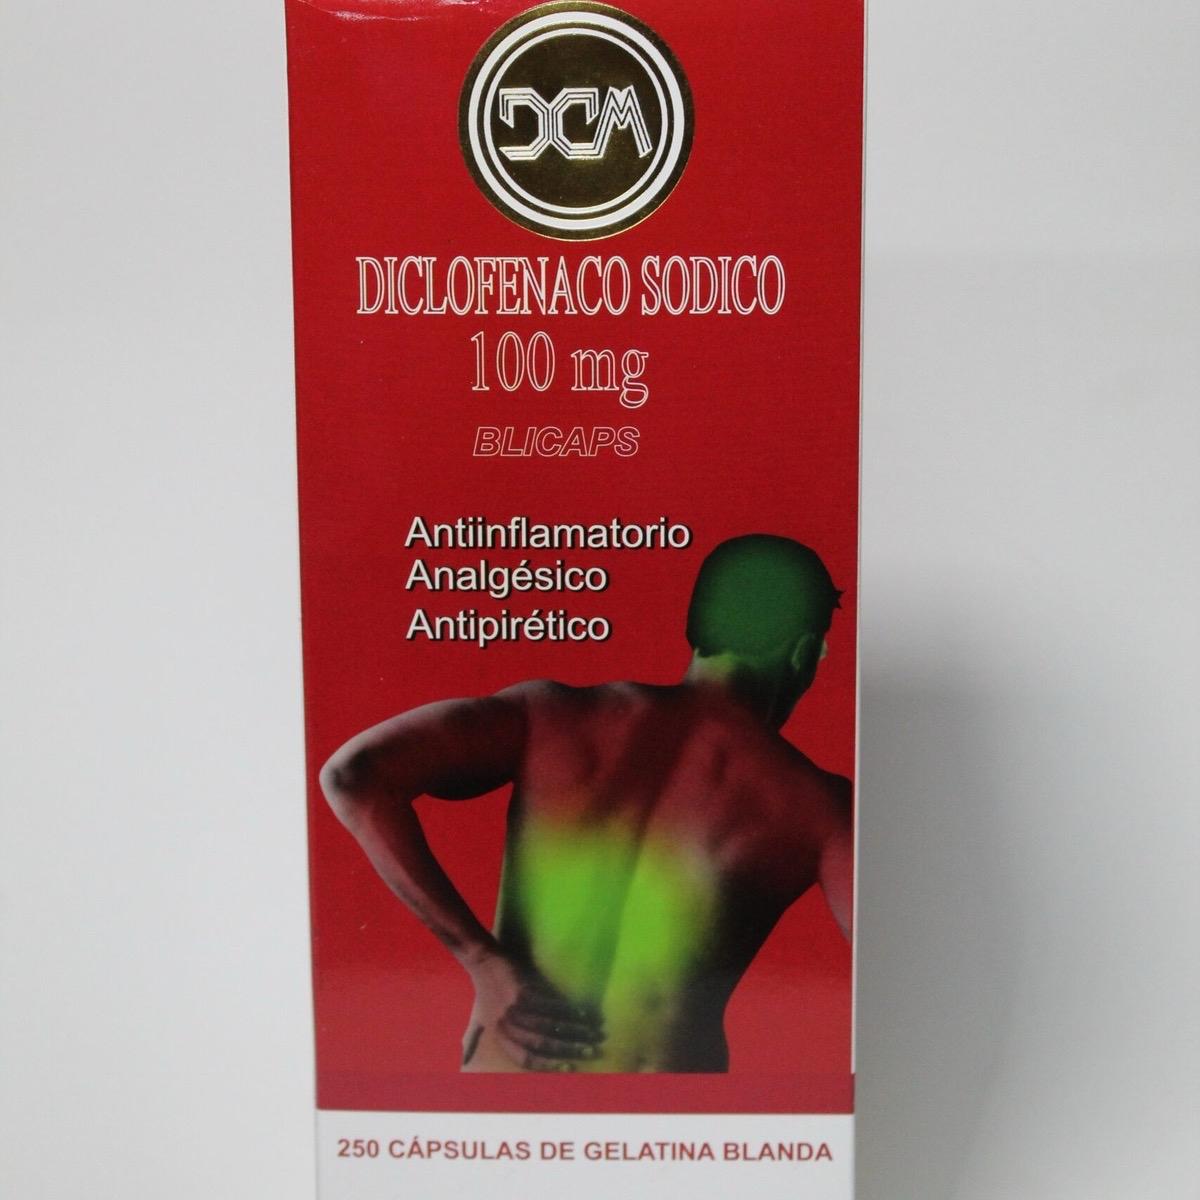 DCM
DICLOFENACO SODICO
100 mg
BLICAPS
Antiinflamatorio
Analgésico
Antipirético
250 CÁPSULAS DE GELATINA BLANDA